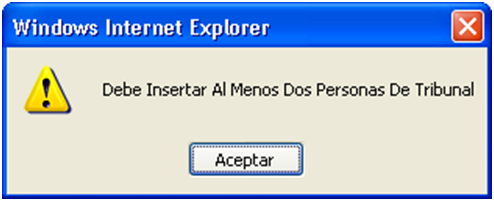 Windows Internet Explorer
Debe Insertar Al Menos Dos Personas De Tribunal
Aceptar